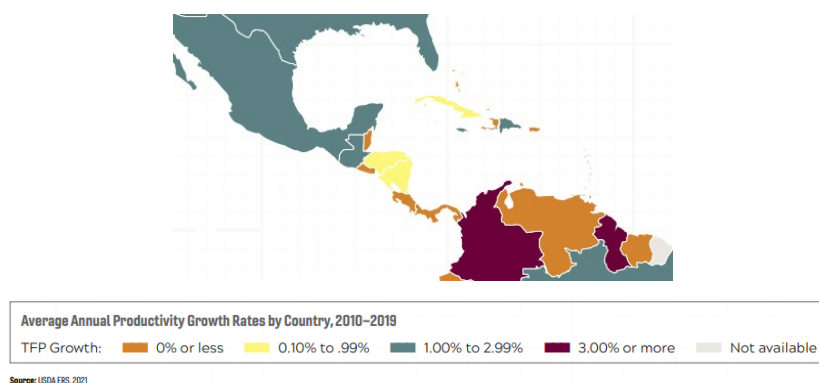 Average Annual Productivity Growth Rates by Country, 2010–2019
TFP Growth: 0% or less 0.10% to .99% 1.00% to 2.99% 3.00% or more Not available
Source: USDA ERS, 2021